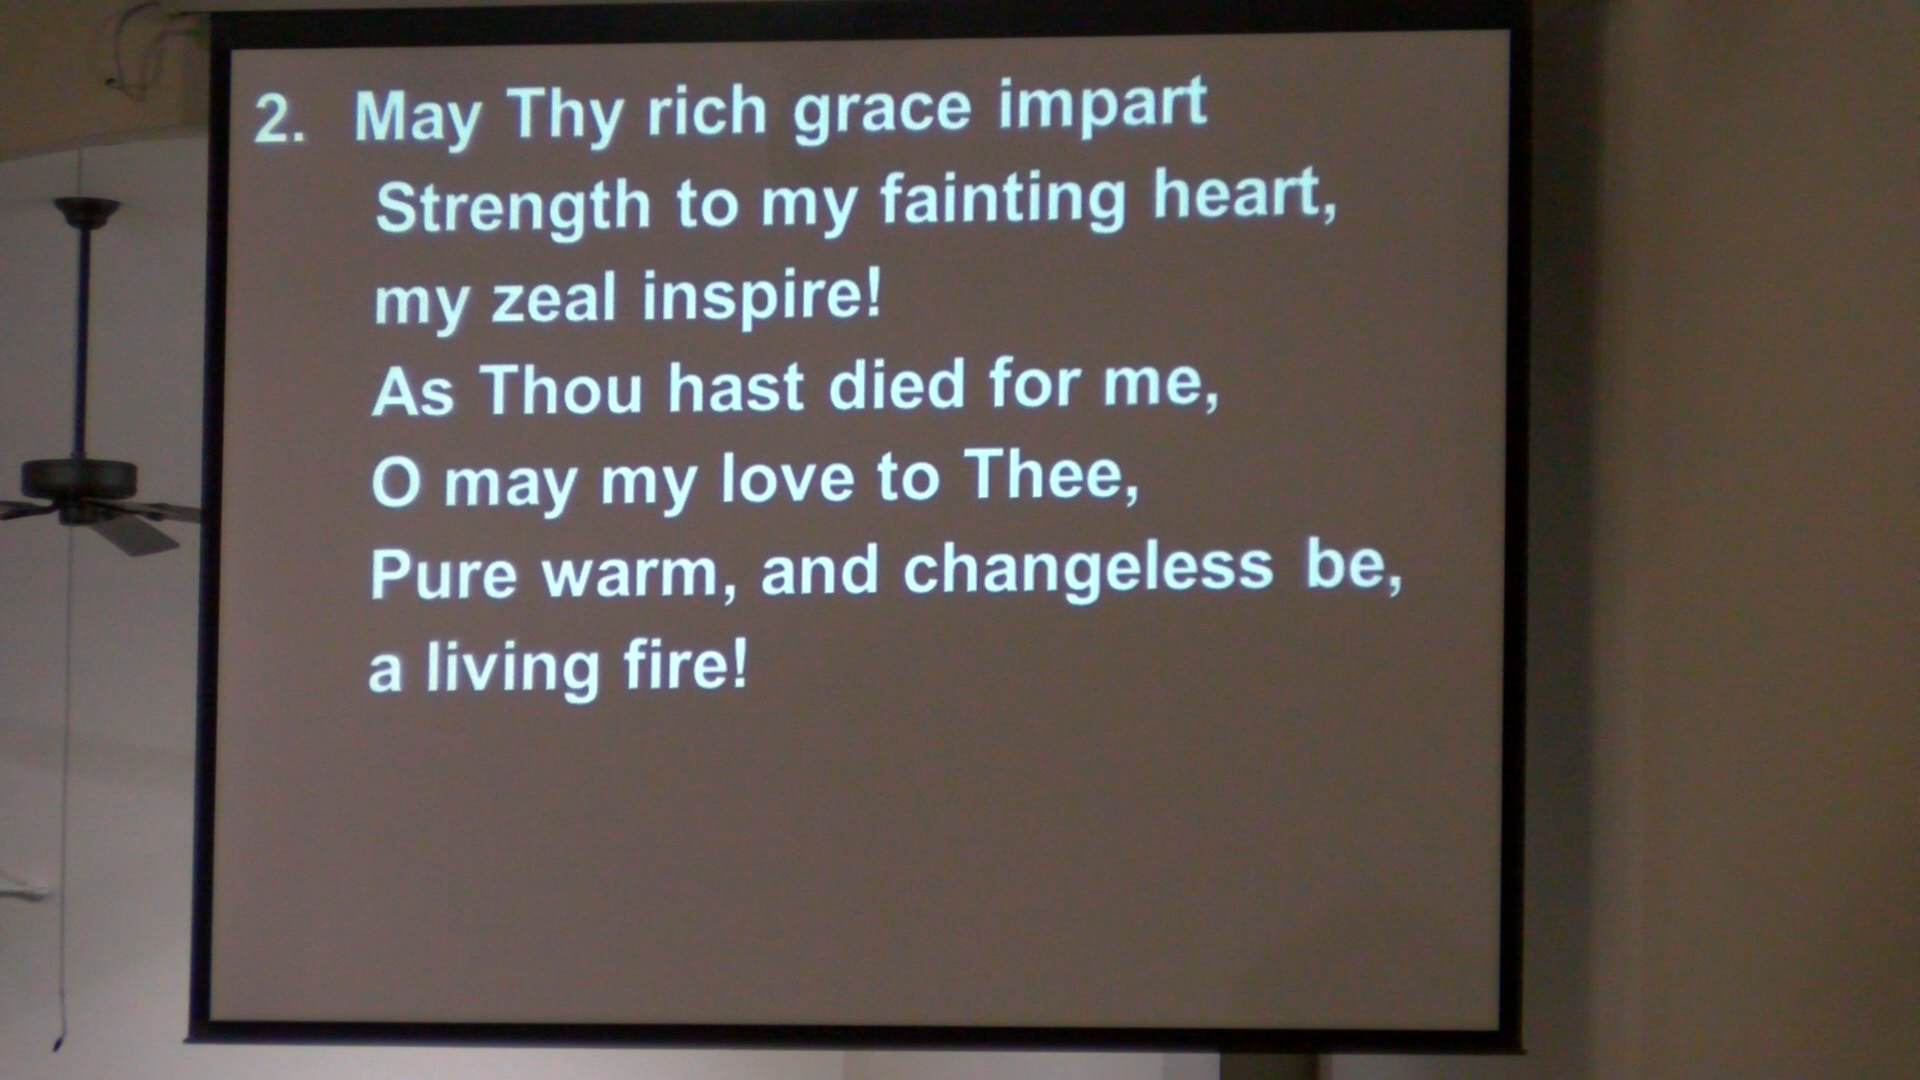 2. May Thy rich grace impart
Strength to my fainting heart,
my zeal inspire!
As Thou hast died for me,
O may my love to Thee,
Pure warm, and changeless be,
a living fire!